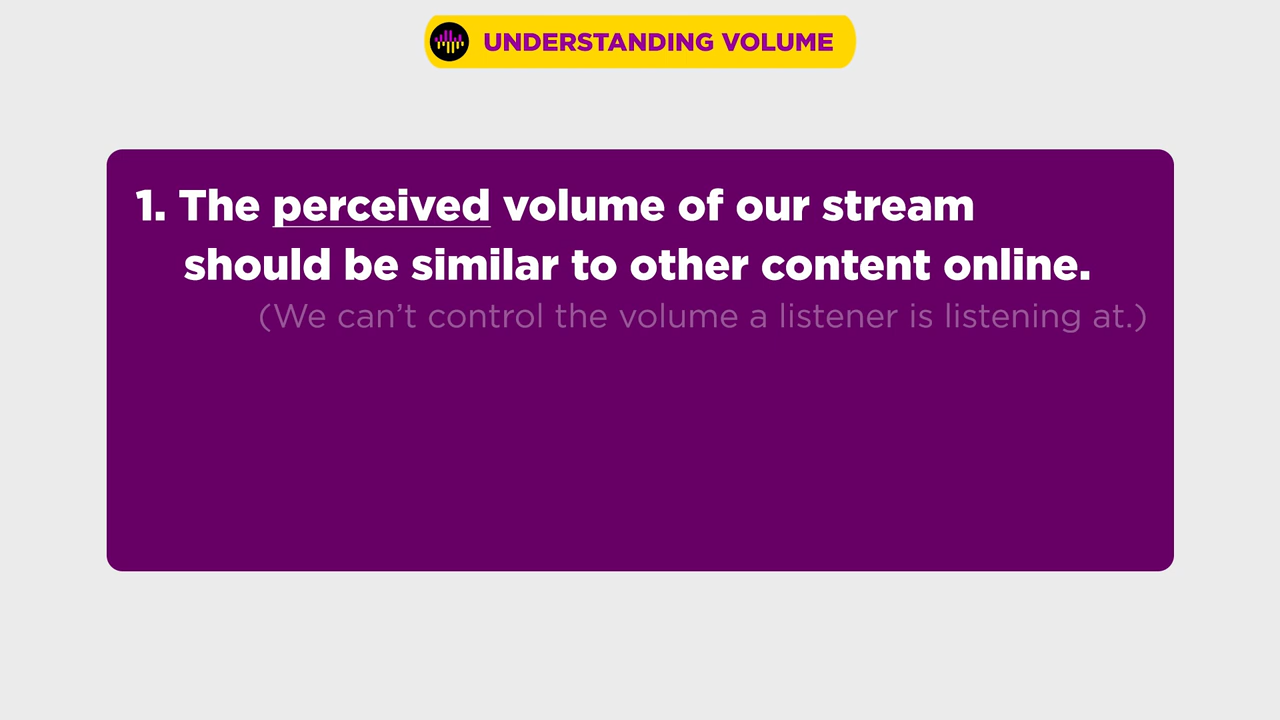 UNDERSTANDING VOLUME
1. The perceived volume of our stream
should be similar to other content online.
(We can’t control the volume a listener is listening at.)